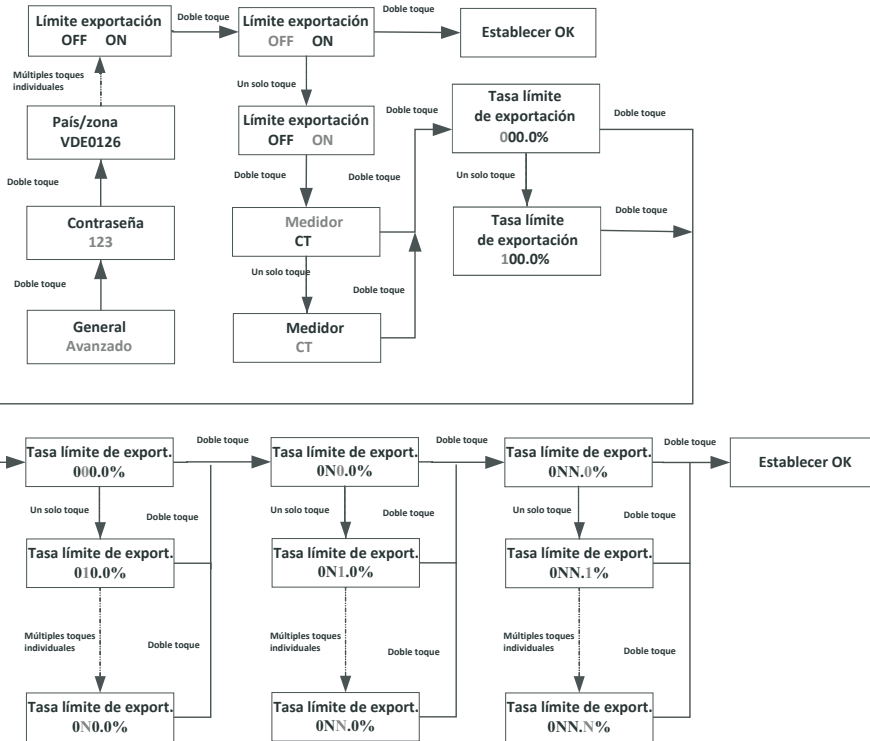 Límite exportación
OFF ON
Doble toque
Límite exportación
OFF ON
Doble toque
Establecer OK
Múltiples toques
individuales
Un solo toque
País/zona
VDE0126
Límite exportación
OFF ON
Doble toque
Tasa límite
de exportación
000.0%
Doble toque
Doble toque
Doble toque
Doble toque
Un solo toque
Contraseña
123
Medidor
CT
Tasa límite
de exportación
100.0%
Doble toque
Doble toque
Un solo toque
Doble toque
General
Avanzado
Medidor
CT
Tasa límite de export.
000.0%
Doble toque
Tasa límite de export.
0N0.0%
Doble toque
Tasa límite de export.
0NN.0%
Doble toque
Establecer OK
Un solo toque
Doble toque
Un solo toque
Doble toque
Un solo toque
Doble toque
Tasa límite de export.
010.0%
Tasa límite de export.
0N1.0%
Tasa límite de export.
0NN.1%
Múltiples toques
individuales
Doble toque
Múltiples toques
individuales
Doble toque
Múltiples toques
individuales
Doble toque
Tasa límite de export.
0N0.0%
Tasa límite de export.
0NN.0%
Tasa límite de export.
0NN.N%